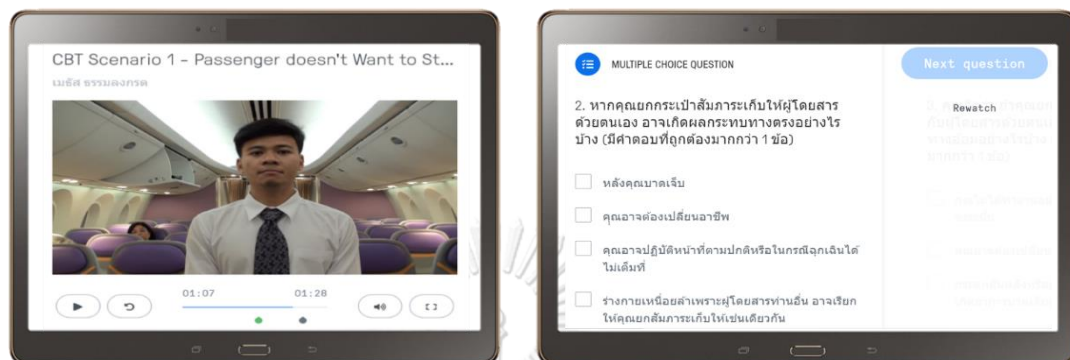 CBT Scenario 1 - Passenger doesn't Want to St...
เมธัส ธรรมลงกรต
01:07 01:28
MULTIPLE CHOICE QUESTION
2. หากคุณยกกระเป๋าสัมภาระเก็บให้ผู้โดยสาร
ด้วยตนเอง อาจเกิดผลกระทบทางตรงอย่างไร
บ้าง (มีคำตอบที่ถูกต้องมากกว่า 1 ข้อ)
หลังคุณบาดเจ็บ
คุณอาจต้องเปลี่ยนอาชีพ
คุณอาจปฏิบัติหน้าที่ตามปกติหรือในกรณีฉุกเฉินได้
ไม่เต็มที่
ร่างกายเหนื่อยล้าเพราะผู้โดยสารท่านอื่น อาจเรียก
ให้คุณยกสัมภาระเก็บให้เช่นเดียวกัน
Next question
Rewatch